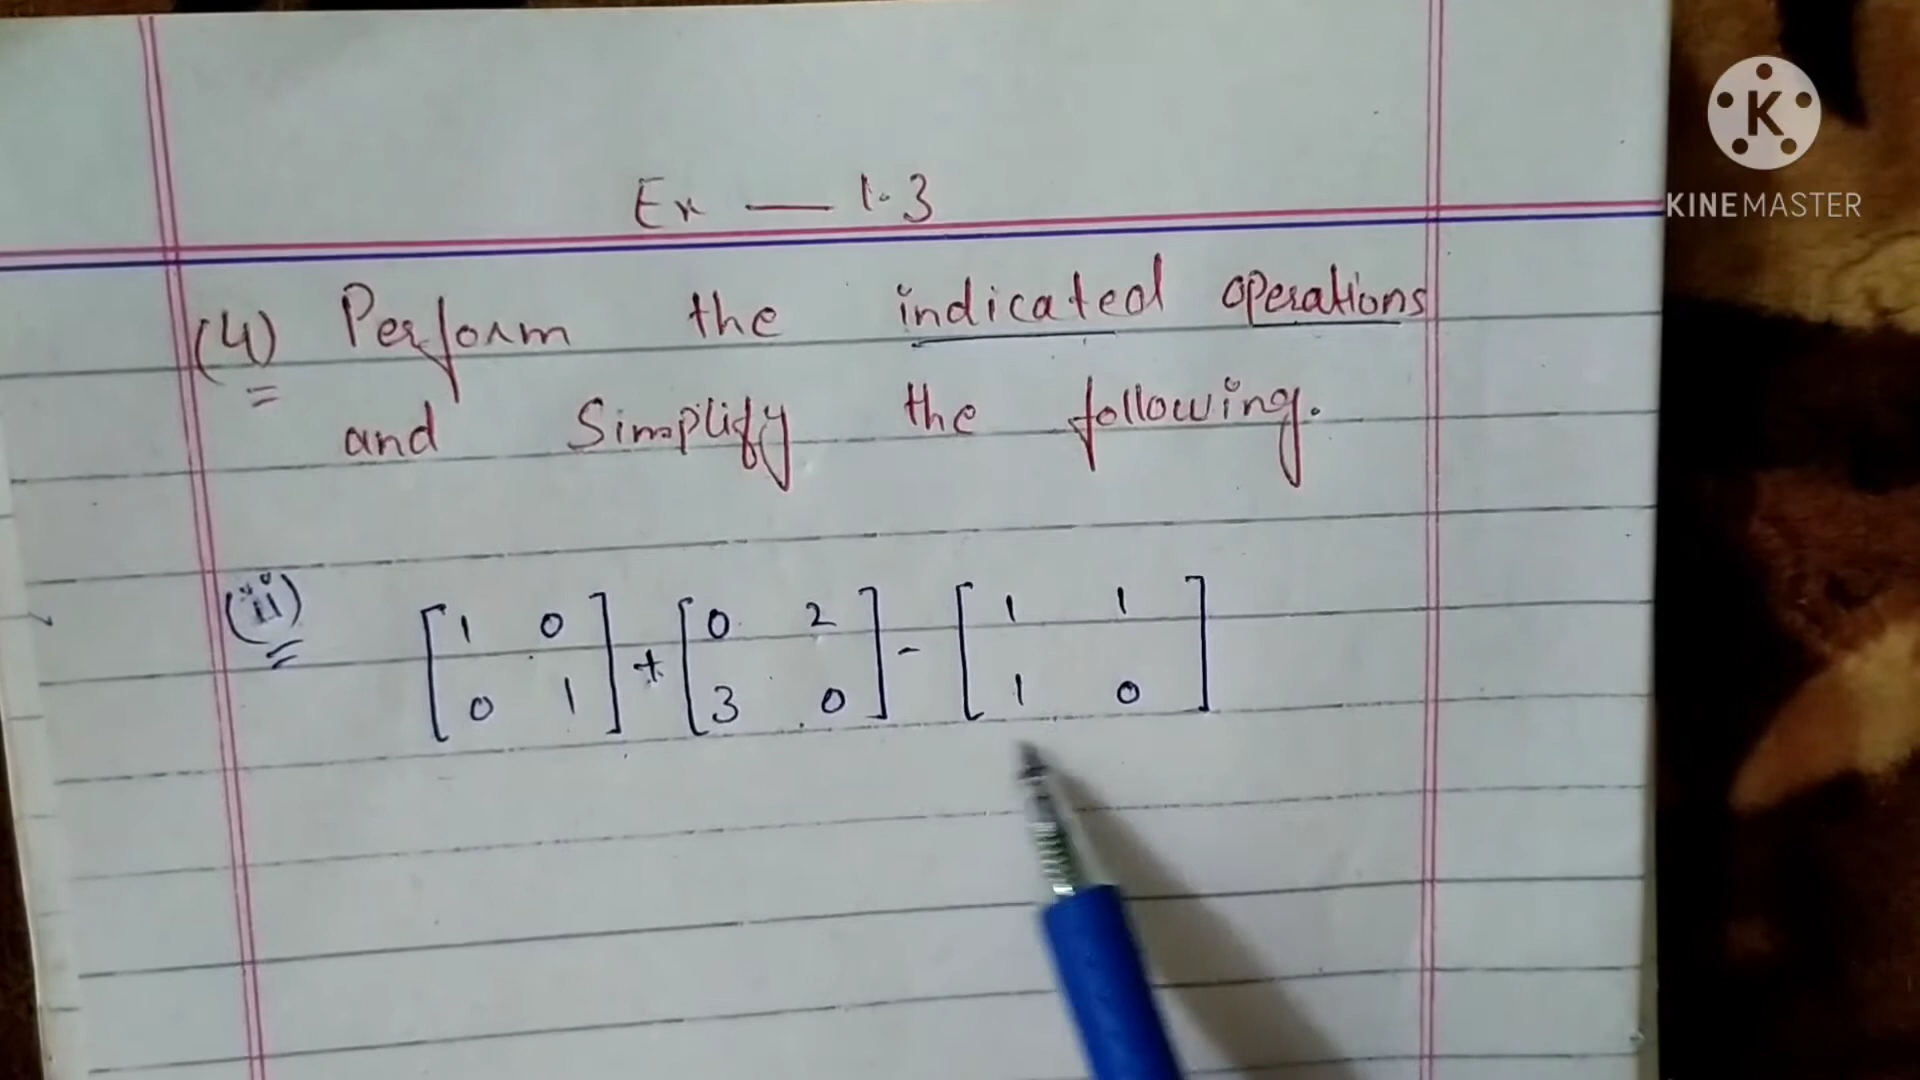 Ex — 1.3
K
KINEMASTER
(4) Perform the indicated operations
and Simplify the following.
(ii) [1 0] + [0 2] - [1 1]
[0 1] [3 0] [1 0]